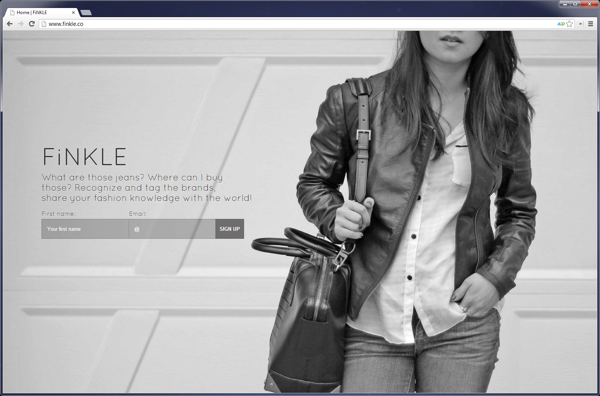 Home | FiNKLE
www.finkle.co
FiNKLE
What are those jeans? Where can I buy
those? Recognize and tag the brands,
share your fashion knowledge with the world!
First name: Email:
Your first name @ SIGN UP